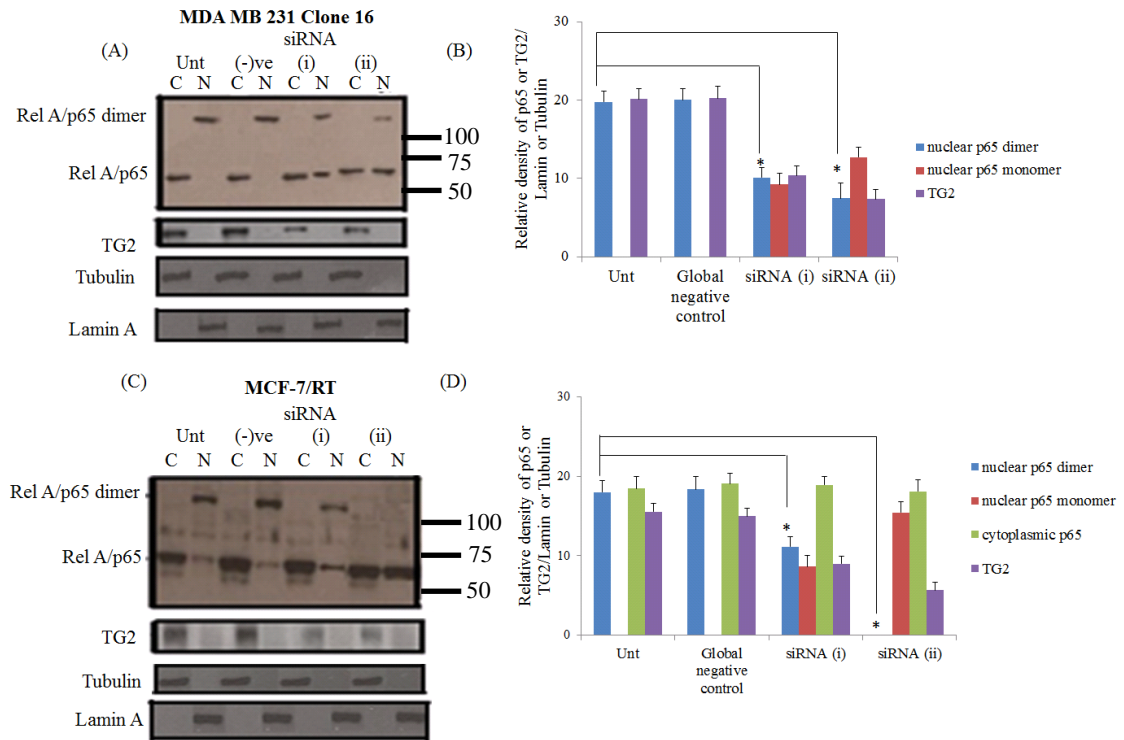 MDA MB 231 Clone 16
(A)
siRNA
Unt (-)ve (i) (ii)
C N C N C N C N
Rel A/p65 dimer
100
75
Rel A/p65
50
TG2
Tubulin
Lamin A
(B)
Relative density of p65 or TG2/
Lamin or Tubulin
30
20
10
0
* *
Unt
Global
negative
control
siRNA (i)
siRNA (ii)
nuclear p65 dimer
nuclear p65 monomer
TG2
(C)
MCF-7/RT
siRNA
Unt (-)ve (i) (ii)
C N C N C N C N
Rel A/p65 dimer
100
Rel A/p65
75
50
TG2
Tubulin
Lamin A
(D)
Relative density of p65 or
TG2/Lamin or Tubulin
30
20
10
0
* *
Unt
Global
negative
control
siRNA (i)
siRNA (ii)
nuclear p65 dimer
nuclear p65 monomer
cytoplasmic p65
TG2